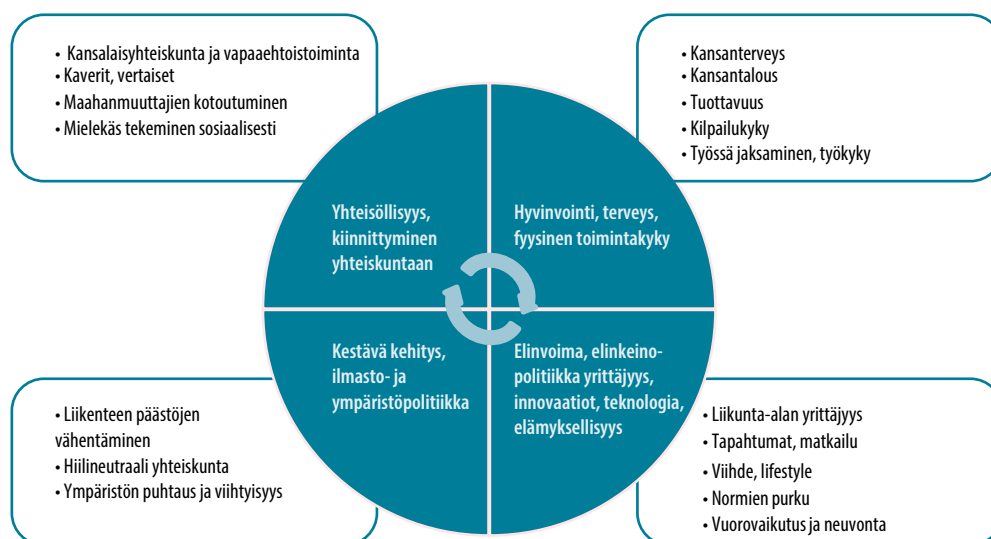 • Kansalaisyhteiskunta ja vapaaehtoistoiminta
• Kaverit, vertaiset
• Maahanmuuttajien kotoutuminen
• Mielekäs tekeminen sosiaalisesti
• Kansanterveys
• Kansantalous
• Tuottavuus
• Kilpailukyky
• Työssä jaksaminen, työkyky
Yhteisöllisyys,
kiinnittyminen
yhteiskuntaan
Hyvinvointi, terveys,
fyysinen toimintakyky
Kestävä kehitys,
ilmasto- ja
ympäristöpolitiikka
Elinvoima, elinkeino-
politiikka yrittäjyys,
innovaatiot, teknologia,
elämyksellisyys
• Liikenteen päästöjen
vähentäminen
• Hiilineutraali yhteiskunta
• Ympäristön puhtaus ja viihtyisyys
• Liikunta-alan yrittäjyys
• Tapahtumat, matkailu
• Viihde, lifestyle
• Normien purku
• Vuorovaikutus ja neuvonta